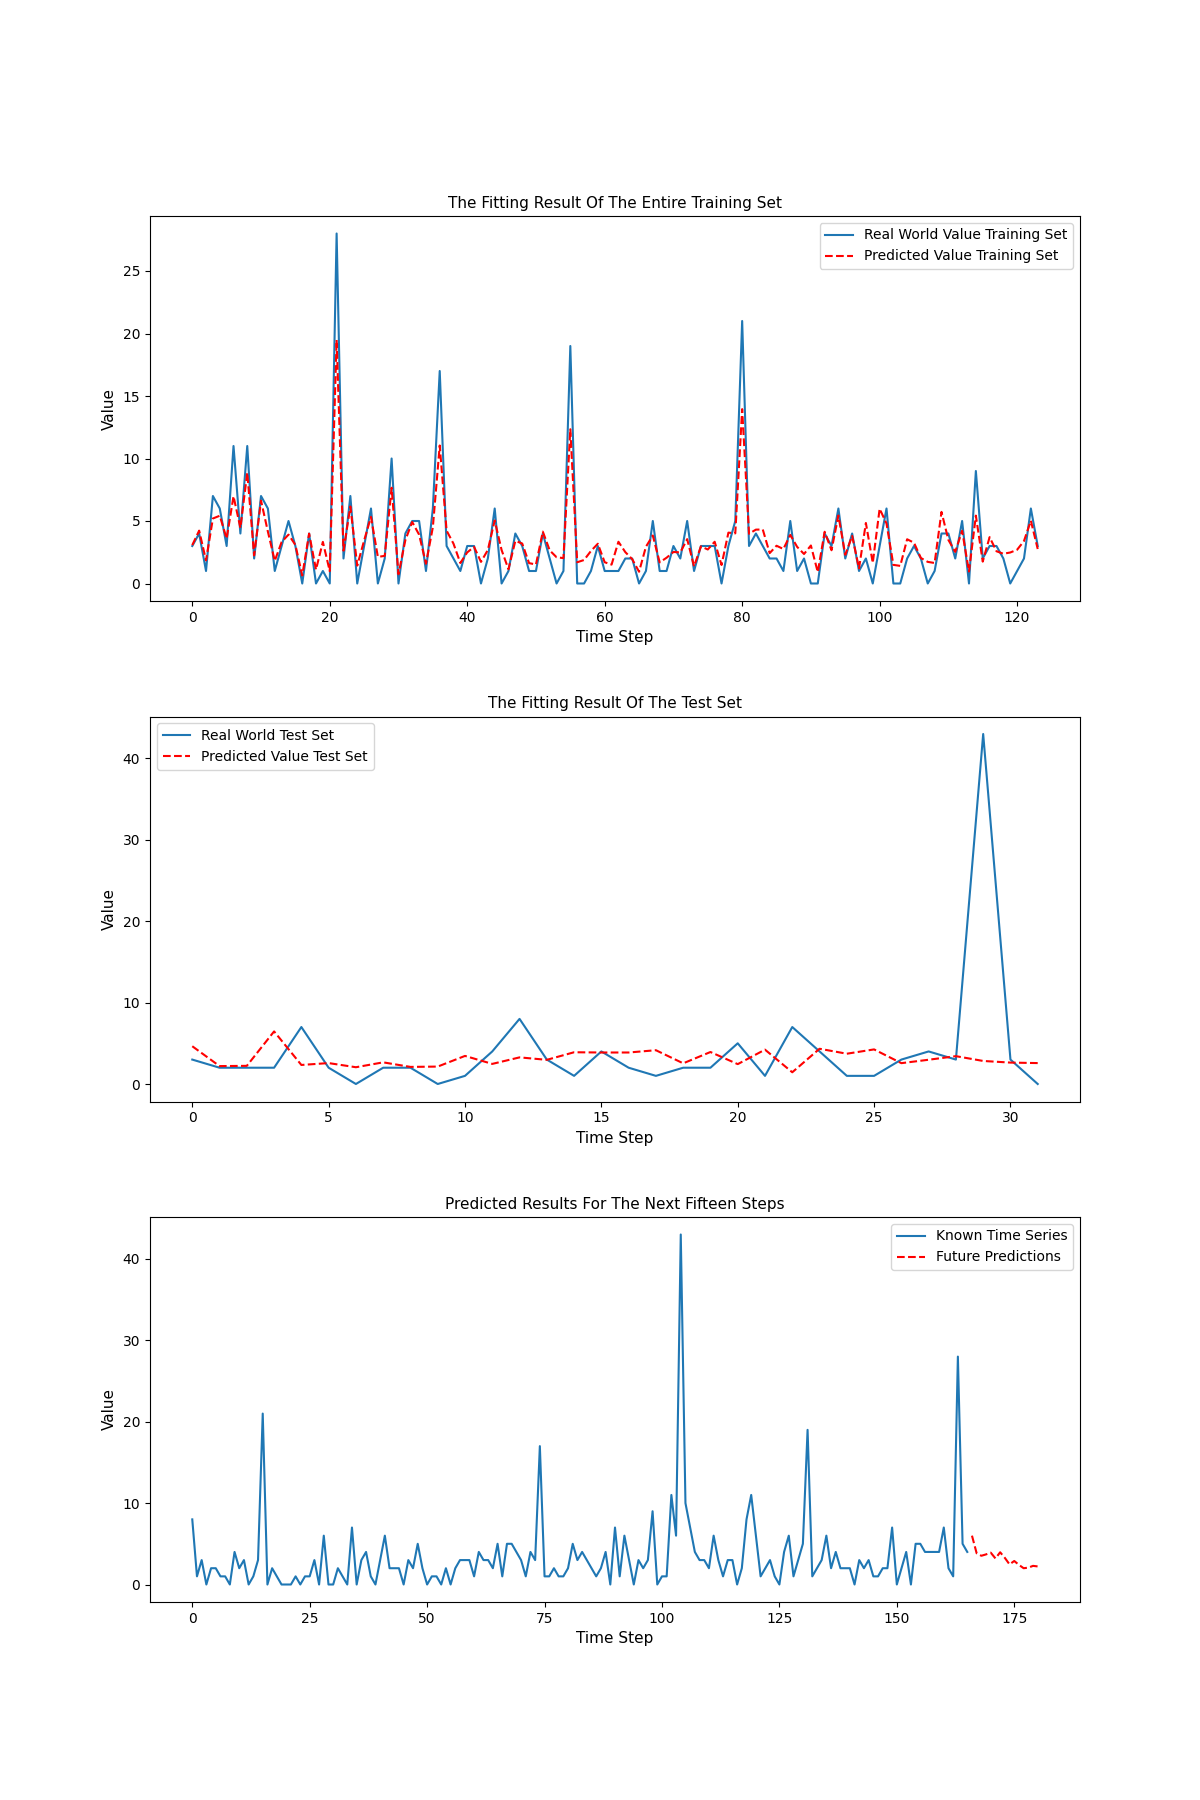 The Fitting Result Of The Entire Training Set
Real World Value Training Set
Predicted Value Training Set
Value
25
20
15
10
5
0
0 20 40 60 80 100 120
Time Step
The Fitting Result Of The Test Set
Real World Test Set
Predicted Value Test Set
Value
40
30
20
10
0
0 5 10 15 20 25 30
Time Step
Predicted Results For The Next Fifteen Steps
Known Time Series
Future Predictions
Value
40
30
20
10
0
0 25 50 75 100 125 150 175
Time Step